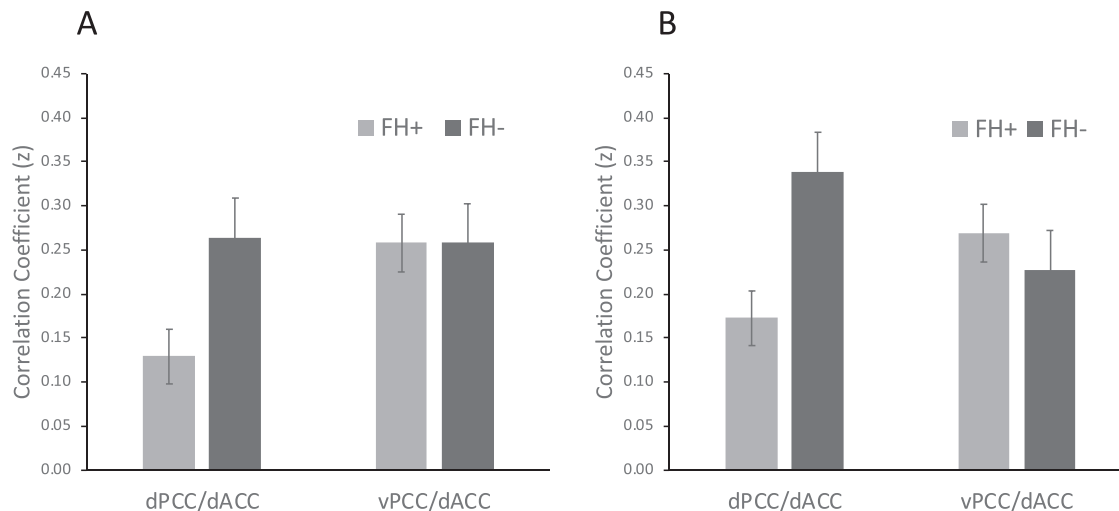 A
Correlation Coefficient (z)
0.45
0.40
0.35
0.30
0.25
0.20
0.15
0.10
0.05
0.00
FH+ FH-
dPCC/dACC vPCC/dACC
B
Correlation Coefficient (z)
0.45
0.40
0.35
0.30
0.25
0.20
0.15
0.10
0.05
0.00
FH+ FH-
dPCC/dACC vPCC/dACC